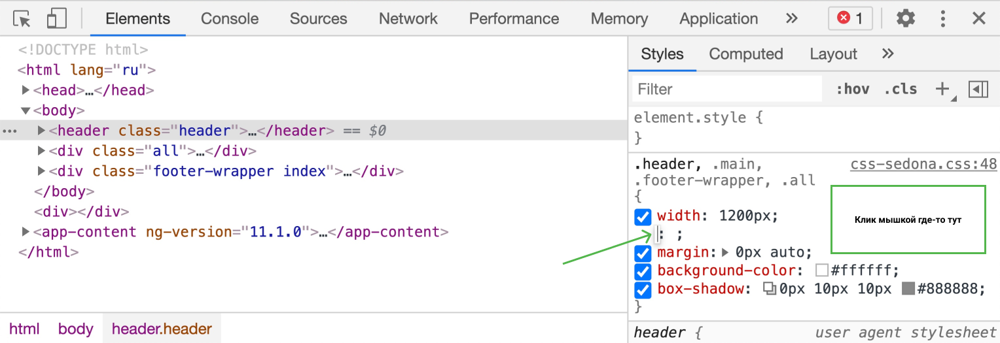 Elements Console Sources Network Performance Memory Application » 1
<!DOCTYPE html>
<html lang="ru">
<head>…</head>
<body>
<header class="header">…</header> == $0
<div class="all">…</div>
<div class="footer-wrapper index">…</div>
</body>
<div></div>
<app-content ng-version="11.1.0">…</app-content>
</html>
html body header.header
Styles Computed Layout »
Filter :hov .cls +
element.style {
}
.header, .main, css-sedona.css:48
.footer-wrapper, .all
{
width: 1200px;
: ;
margin: 0px auto;
background-color: #ffffff;
box-shadow: 0px 10px 10px #888888;
}
Клик мышкой где-то тут
header { user agent stylesheet